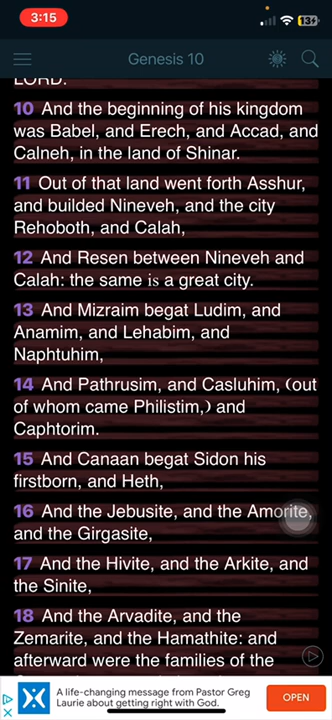 3:15
13
Genesis 10
LORD.
10 And the beginning of his kingdom
was Babel, and Erech, and Accad, and
Calneh, in the land of Shinar.
11 Out of that land went forth Asshur,
and builded Nineveh, and the city
Rehoboth, and Calah,
12 And Resen between Nineveh and
Calah: the same is a great city.
13 And Mizraim begat Ludim, and
Anamim, and Lehabim, and
Naphtuhim,
14 And Pathrusim, and Casluhim, (out
of whom came Philistim,) and
Caphtorim.
15 And Canaan begat Sidon his
firstborn, and Heth,
16 And the Jebusite, and the Amorite,
and the Girgasite,
17 And the Hivite, and the Arkite, and
the Sinite,
18 And the Arvadite, and the
Zemarite, and the Hamathite: and
afterward were the families of the
A life-changing message from Pastor Greg
Laurie about getting right with God.
OPEN